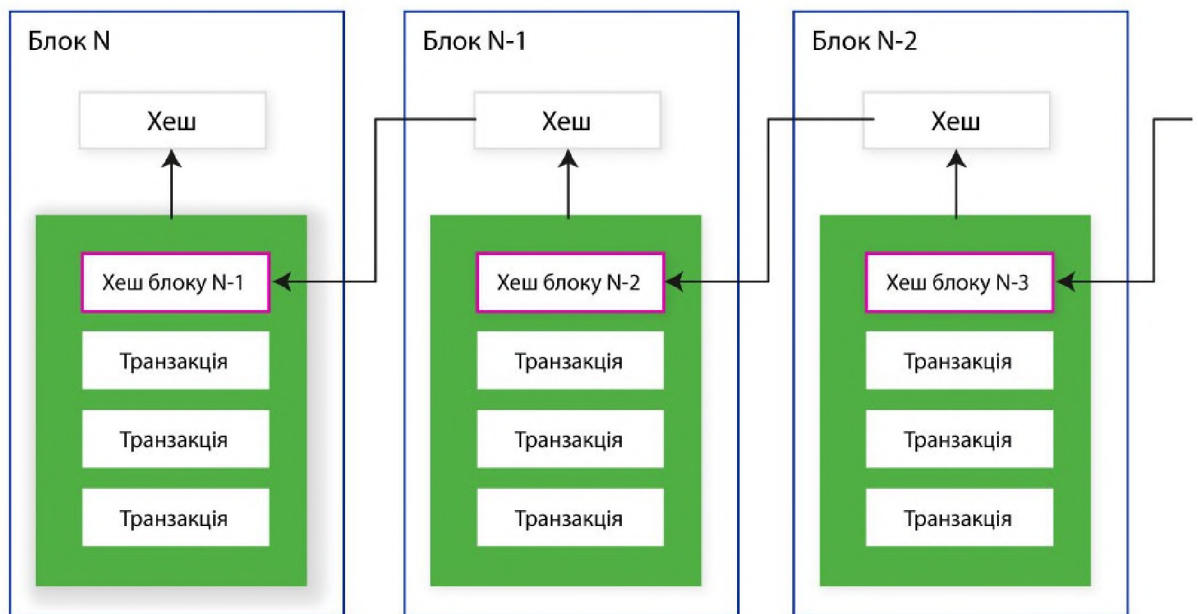 Блок N
Хеш
Хеш блоку N-1
Транзакція
Транзакція
Транзакція
Блок N-1
Хеш
Хеш блоку N-2
Транзакція
Транзакція
Транзакція
Блок N-2
Хеш
Хеш блоку N-3
Транзакція
Транзакція
Транзакція